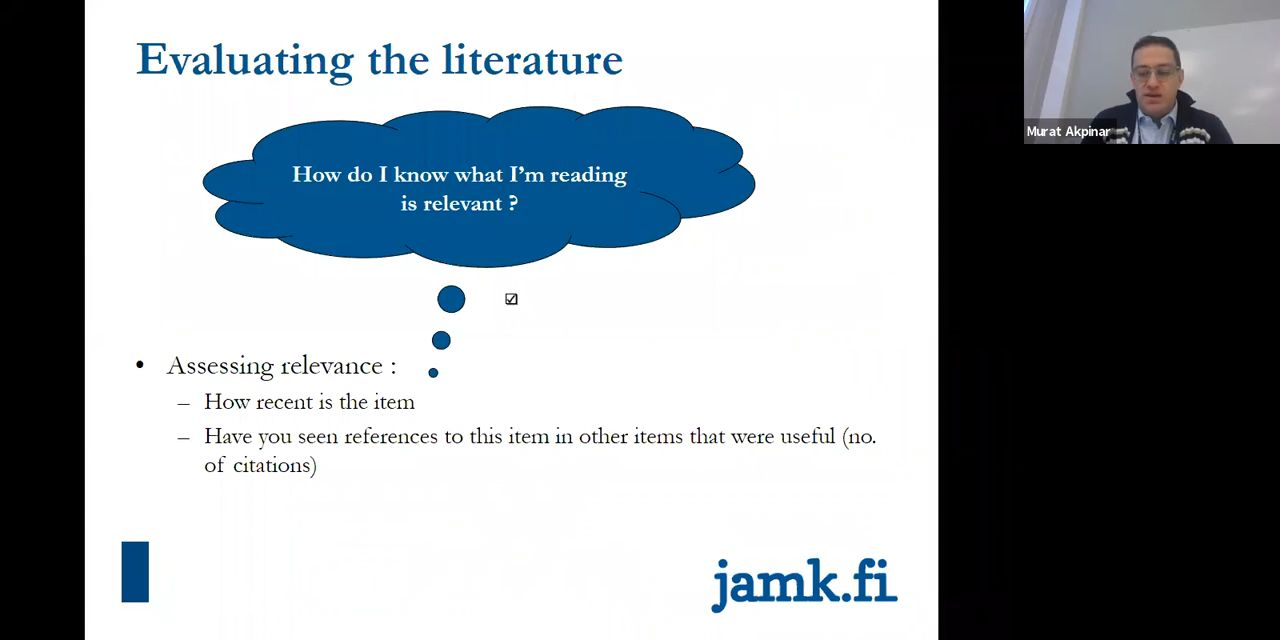 Evaluating the literature
Murat Akpinar
How do I know what I'm reading
is relevant ?
• Assessing relevance :
– How recent is the item
– Have you seen references to this item in other items that were useful (no.
of citations)
jamk.fi